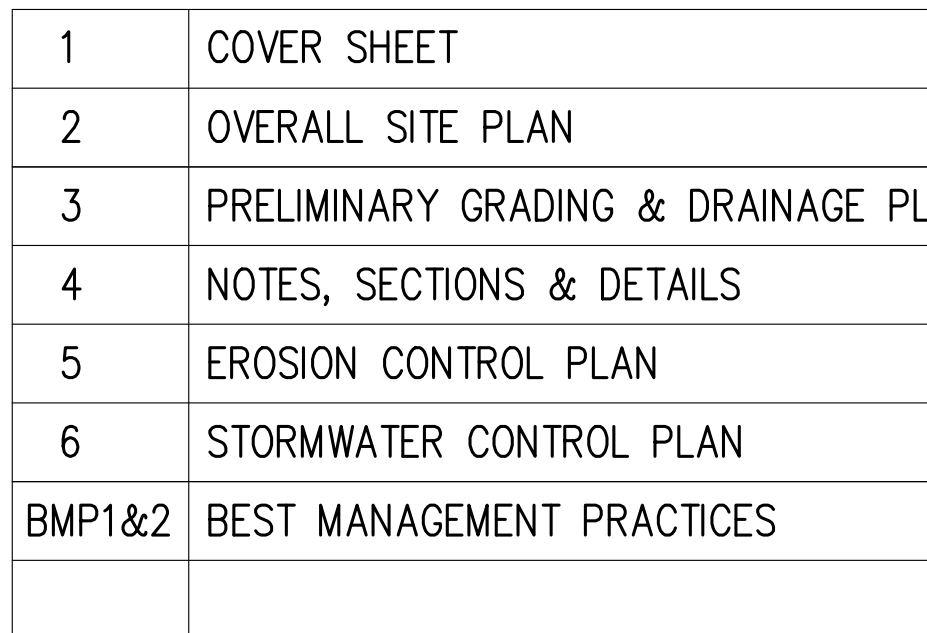 1 COVER SHEET
2 OVERALL SITE PLAN
3 PRELIMINARY GRADING & DRAINAGE PL
4 NOTES, SECTIONS & DETAILS
5 EROSION CONTROL PLAN
6 STORMWATER CONTROL PLAN
BMP1&2 BEST MANAGEMENT PRACTICES